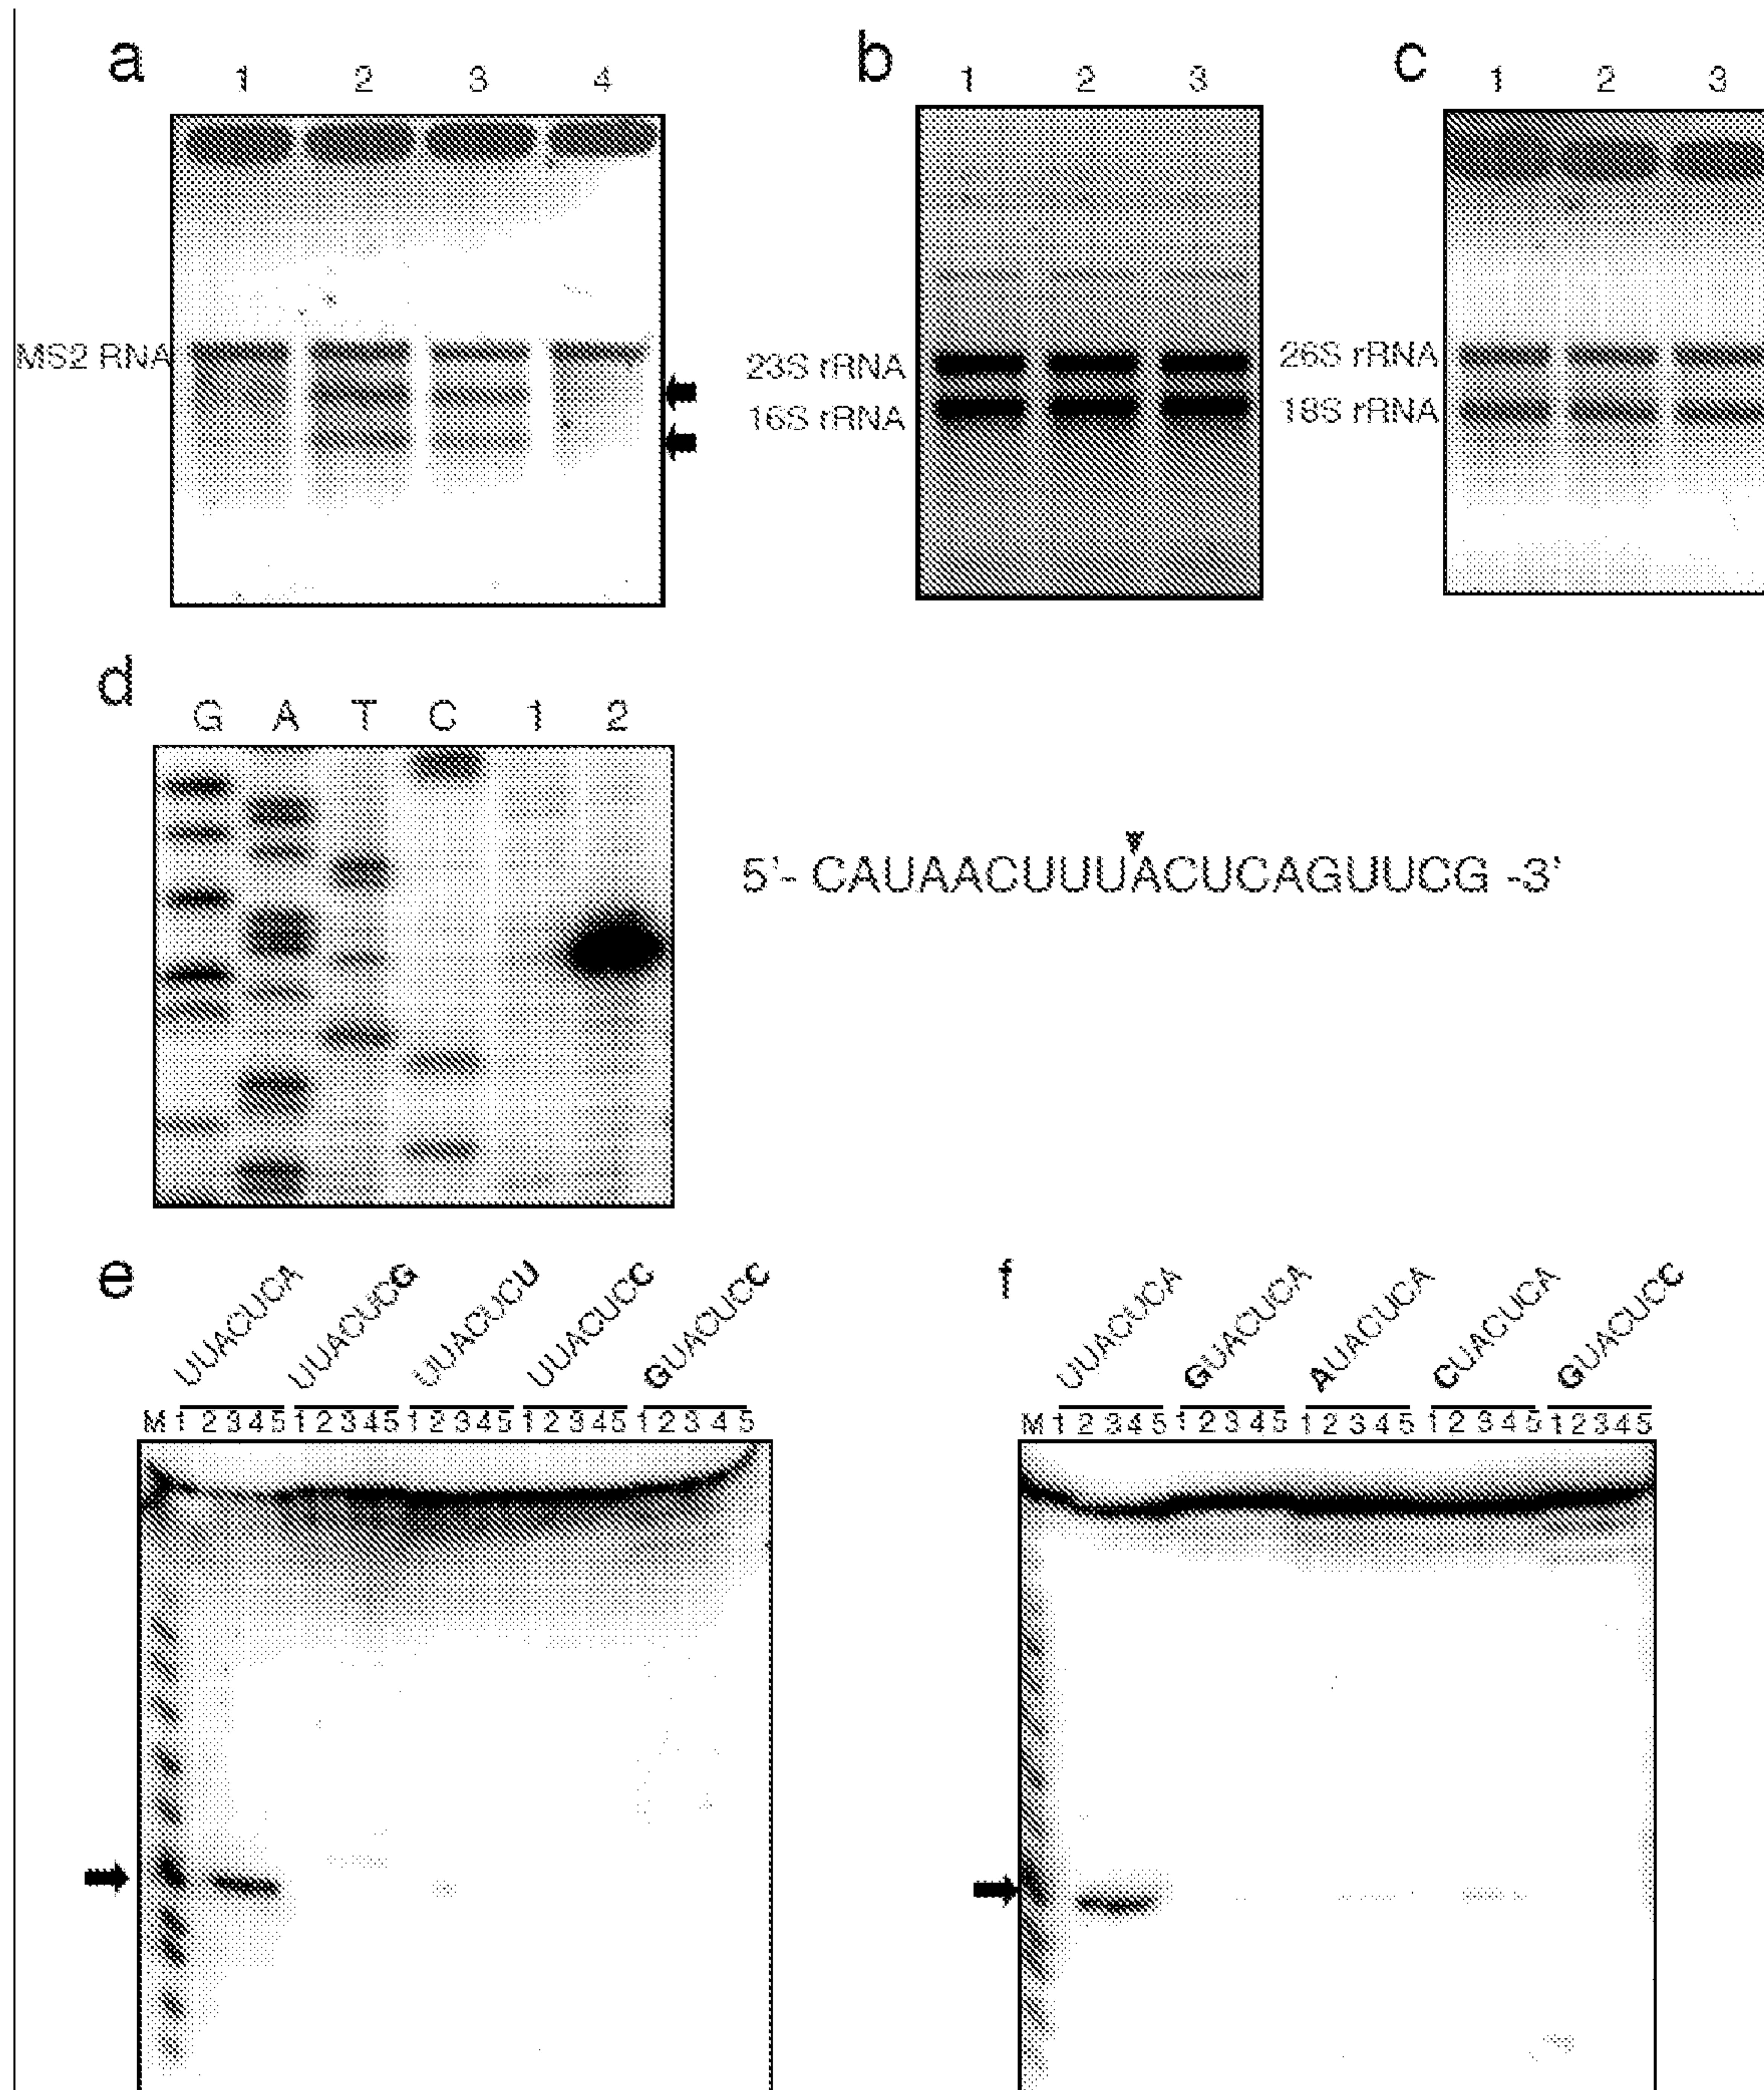 a
1 2 3 4
MS2 RNA
b
1 2 3
23S rRNA
16S rRNA
c
1 2 3
26S rRNA
18S rRNA
d
G A T C 1 2
5'- CAUAACUUUACUCAGUUCG -3'
e
UUACUCA UUACUCG UUACUCU UUACUCC GUACUCC
M 1 2 3 4 5 1 2 3 4 5 1 2 3 4 5 1 2 3 4 5 1 2 3 4 5
f
UUACUCA GUACUCA AUACUCA CUACUCA GUACUCC
M 1 2 3 4 5 1 2 3 4 5 1 2 3 4 5 1 2 3 4 5 1 2 3 4 5